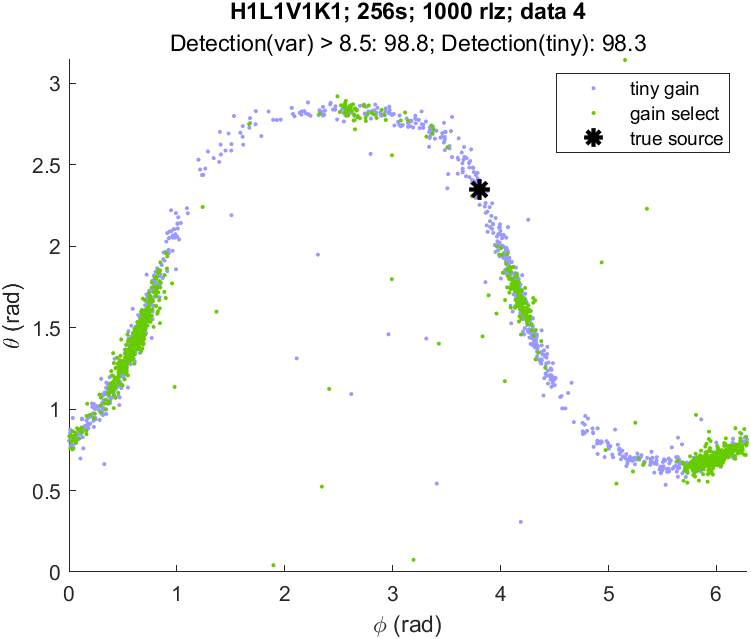 H1L1V1K1; 256s; 1000 rlz; data 4
Detection(var) > 8.5: 98.8; Detection(tiny): 98.3
tiny gain
gain select
true source
3
2.5
2
1.5
1
0.5
0
θ (rad)
0 1 2 3 4 5 6
ϕ (rad)